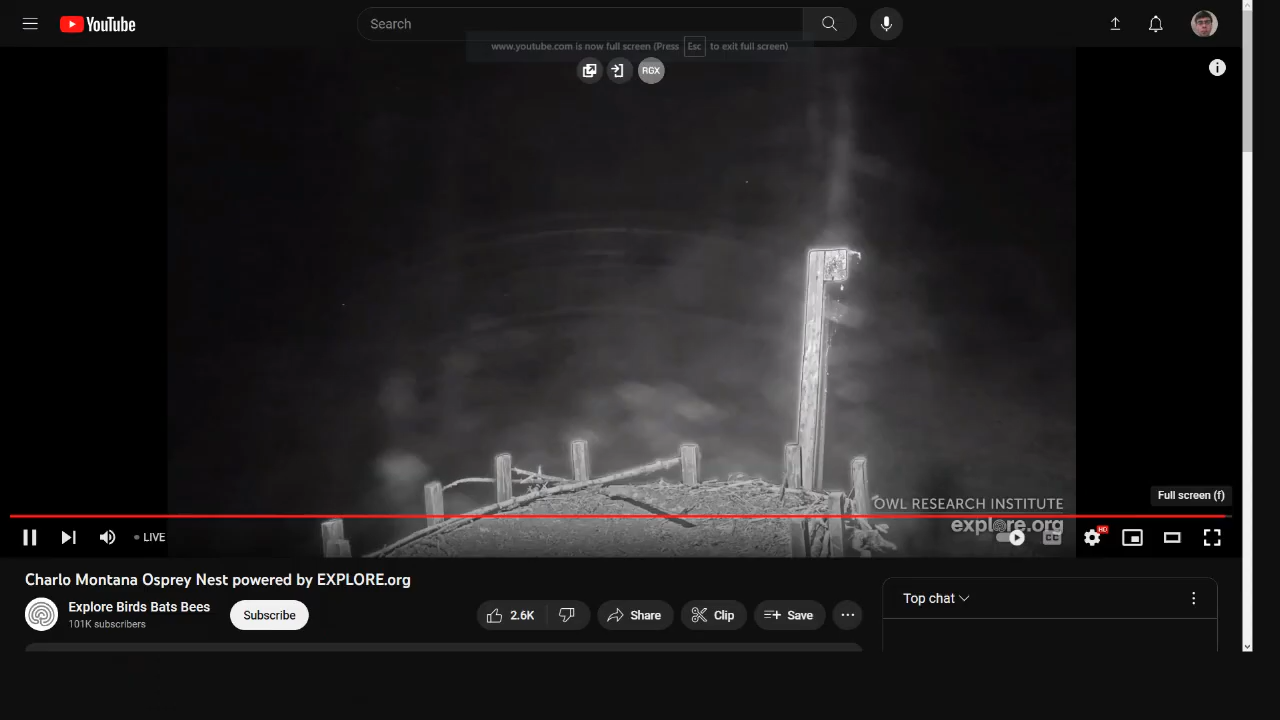 YouTube
Search
www.youtube.com is now full screen (Press Esc to exit full screen)
RGX
OWL RESEARCH INSTITUTE
explore.org
Full screen (f)
LIVE
CC
HD
Charlo Montana Osprey Nest powered by EXPLORE.org
Explore Birds Bats Bees
101K subscribers
Subscribe
2.6K
Share
Clip
Save
Top chat